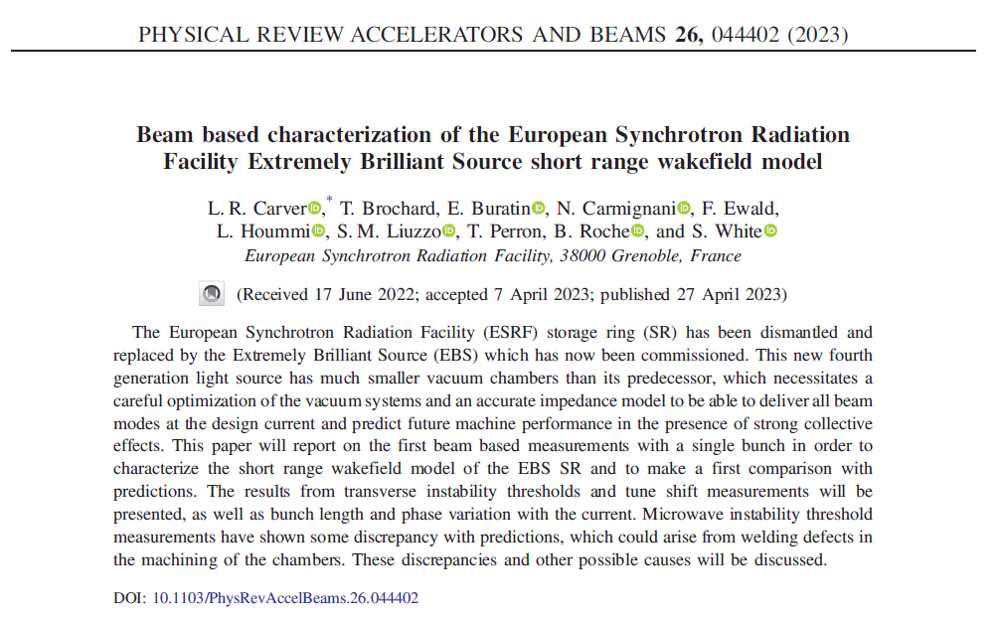 PHYSICAL REVIEW ACCELERATORS AND BEAMS 26, 044402 (2023)
Beam based characterization of the European Synchrotron Radiation
Facility Extremely Brilliant Source short range wakefield model
L. R. Carver,* T. Brochard, E. Buratin, N. Carmignani, F. Ewald,
L. Hoummi, S. M. Liuzzo, T. Perron, B. Roche, and S. White
European Synchrotron Radiation Facility, 38000 Grenoble, France
(Received 17 June 2022; accepted 7 April 2023; published 27 April 2023)
The European Synchrotron Radiation Facility (ESRF) storage ring (SR) has been dismantled and
replaced by the Extremely Brilliant Source (EBS) which has now been commissioned. This new fourth
generation light source has much smaller vacuum chambers than its predecessor, which necessitates a
careful optimization of the vacuum systems and an accurate impedance model to be able to deliver all beam
modes at the design current and predict future machine performance in the presence of strong collective
effects. This paper will report on the first beam based measurements with a single bunch in order to
characterize the short range wakefield model of the EBS SR and to make a first comparison with
predictions. The results from transverse instability thresholds and tune shift measurements will be
presented, as well as bunch length and phase variation with the current. Microwave instability threshold
measurements have shown some discrepancy with predictions, which could arise from welding defects in
the machining of the chambers. These discrepancies and other possible causes will be discussed.
DOI: 10.1103/PhysRevAccelBeams.26.044402